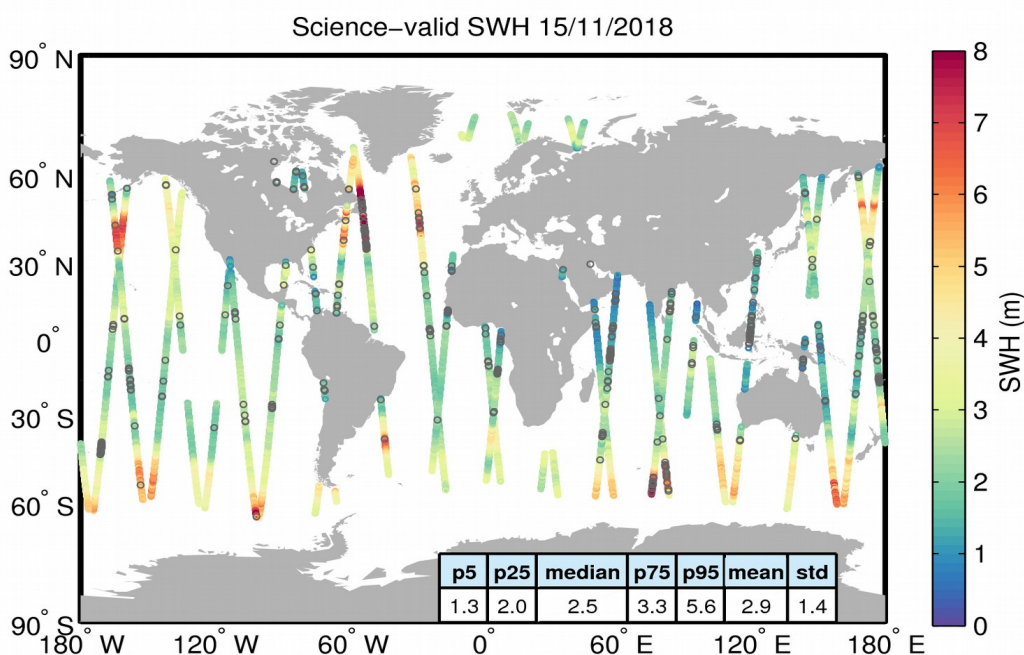 Science−valid SWH 15/11/2018
90° N
60° N
30° N
0°
30° S
60° S
90° S
180° W
120° W
60° W
0°
60° E
120° E
180° E
p5 p25 median p75 p95 mean std
1.3 2.0 2.5 3.3 5.6 2.9 1.4
8
7
6
5
4
3
2
1
0
SWH (m)